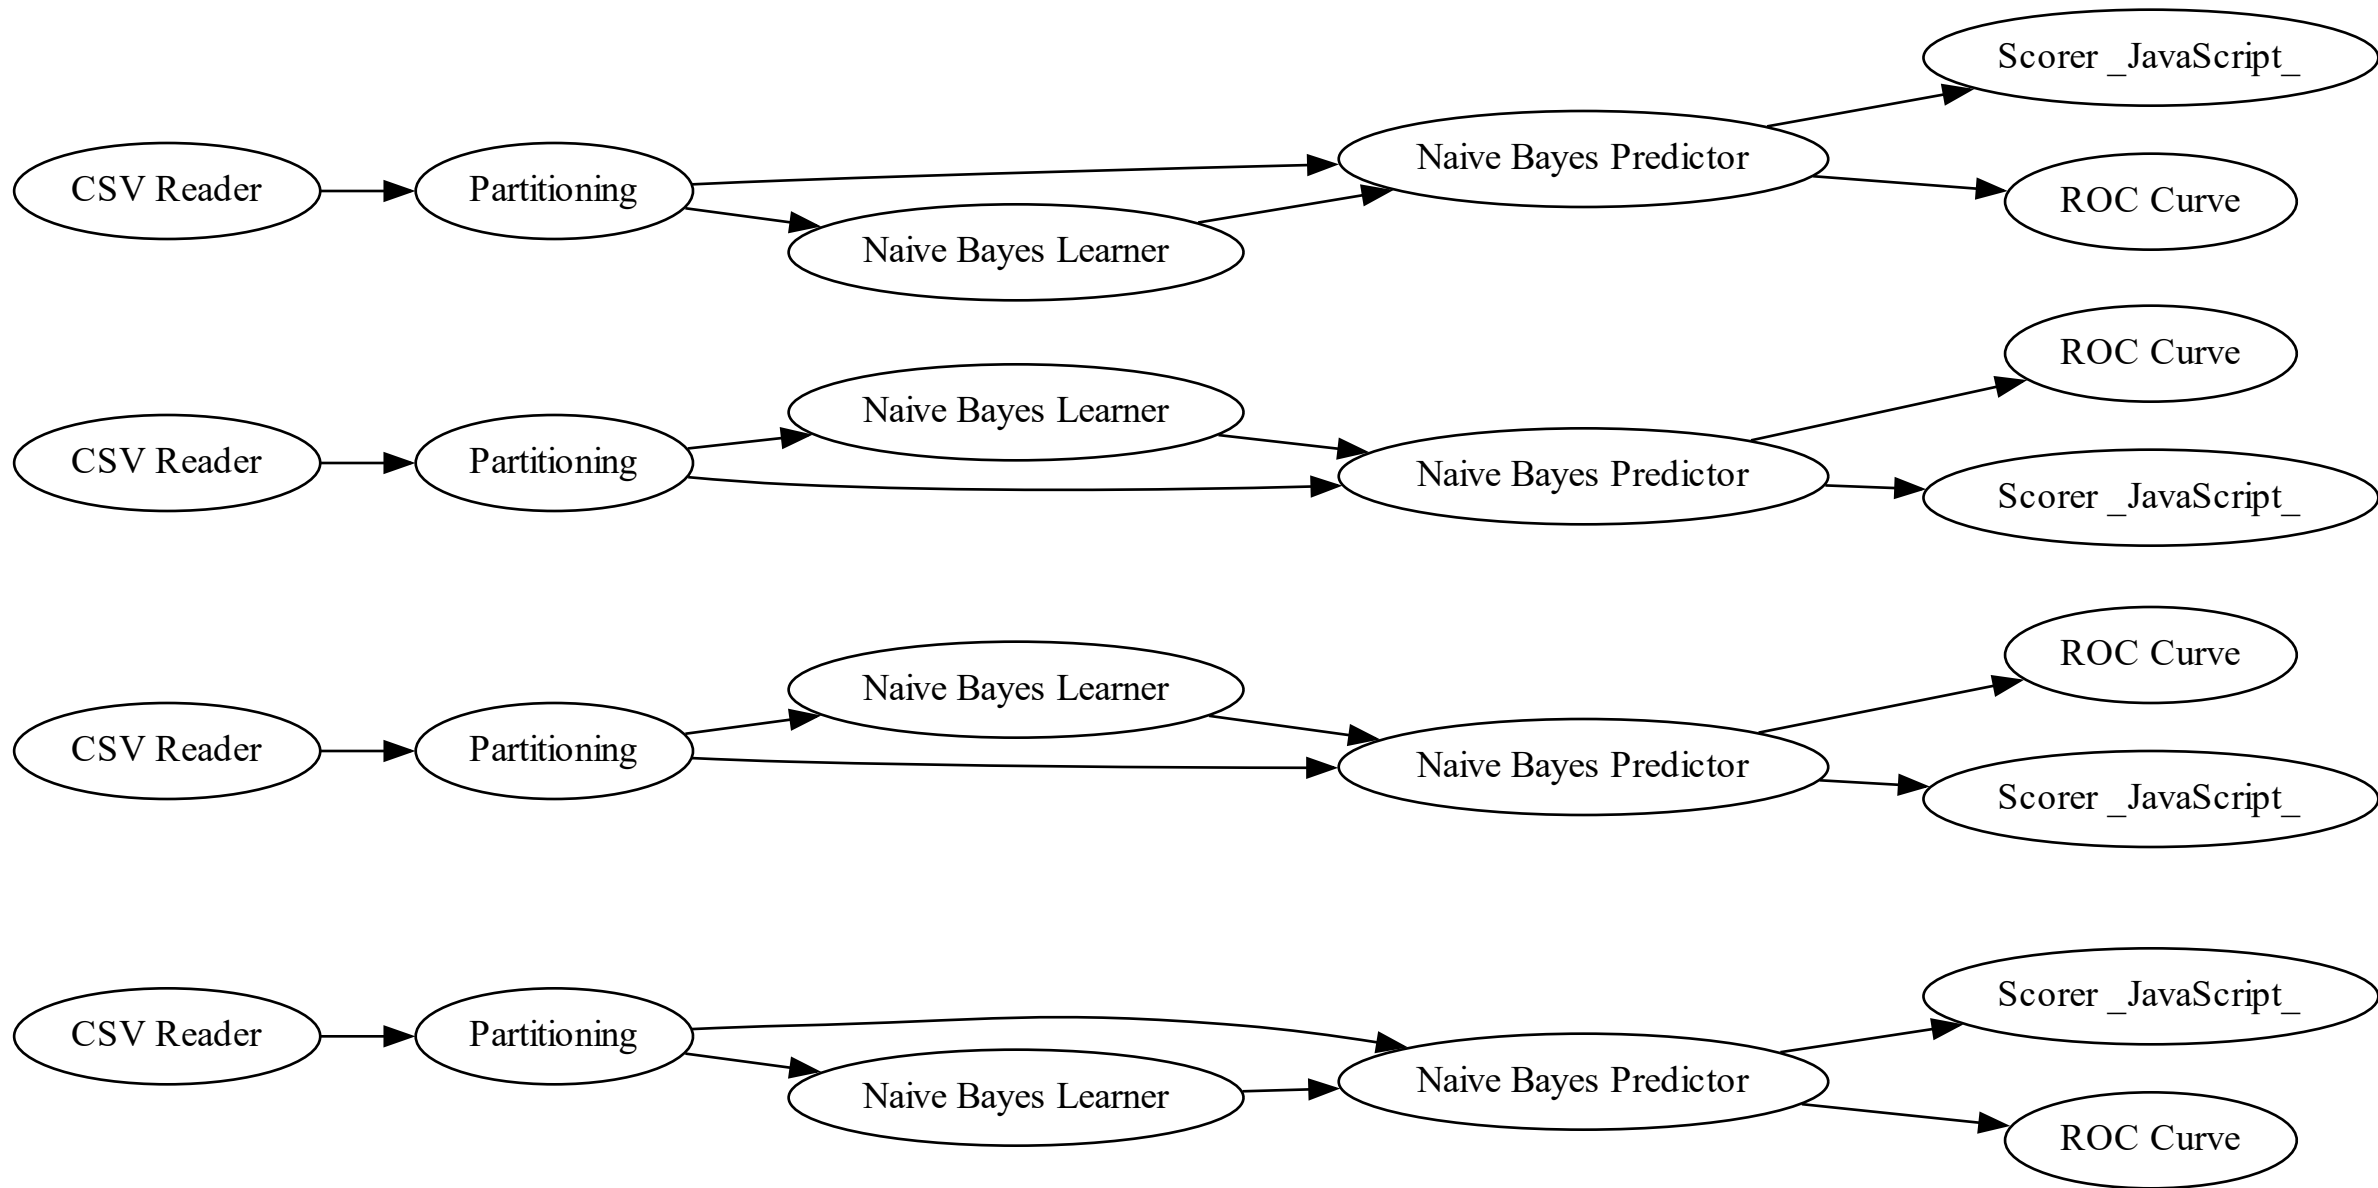 CSV Reader
Partitioning
Naive Bayes Learner
Naive Bayes Predictor
Scorer _JavaScript_
ROC Curve
CSV Reader
Partitioning
Naive Bayes Learner
Naive Bayes Predictor
ROC Curve
Scorer _JavaScript_
CSV Reader
Partitioning
Naive Bayes Learner
Naive Bayes Predictor
ROC Curve
Scorer _JavaScript_
CSV Reader
Partitioning
Naive Bayes Learner
Naive Bayes Predictor
Scorer _JavaScript_
ROC Curve